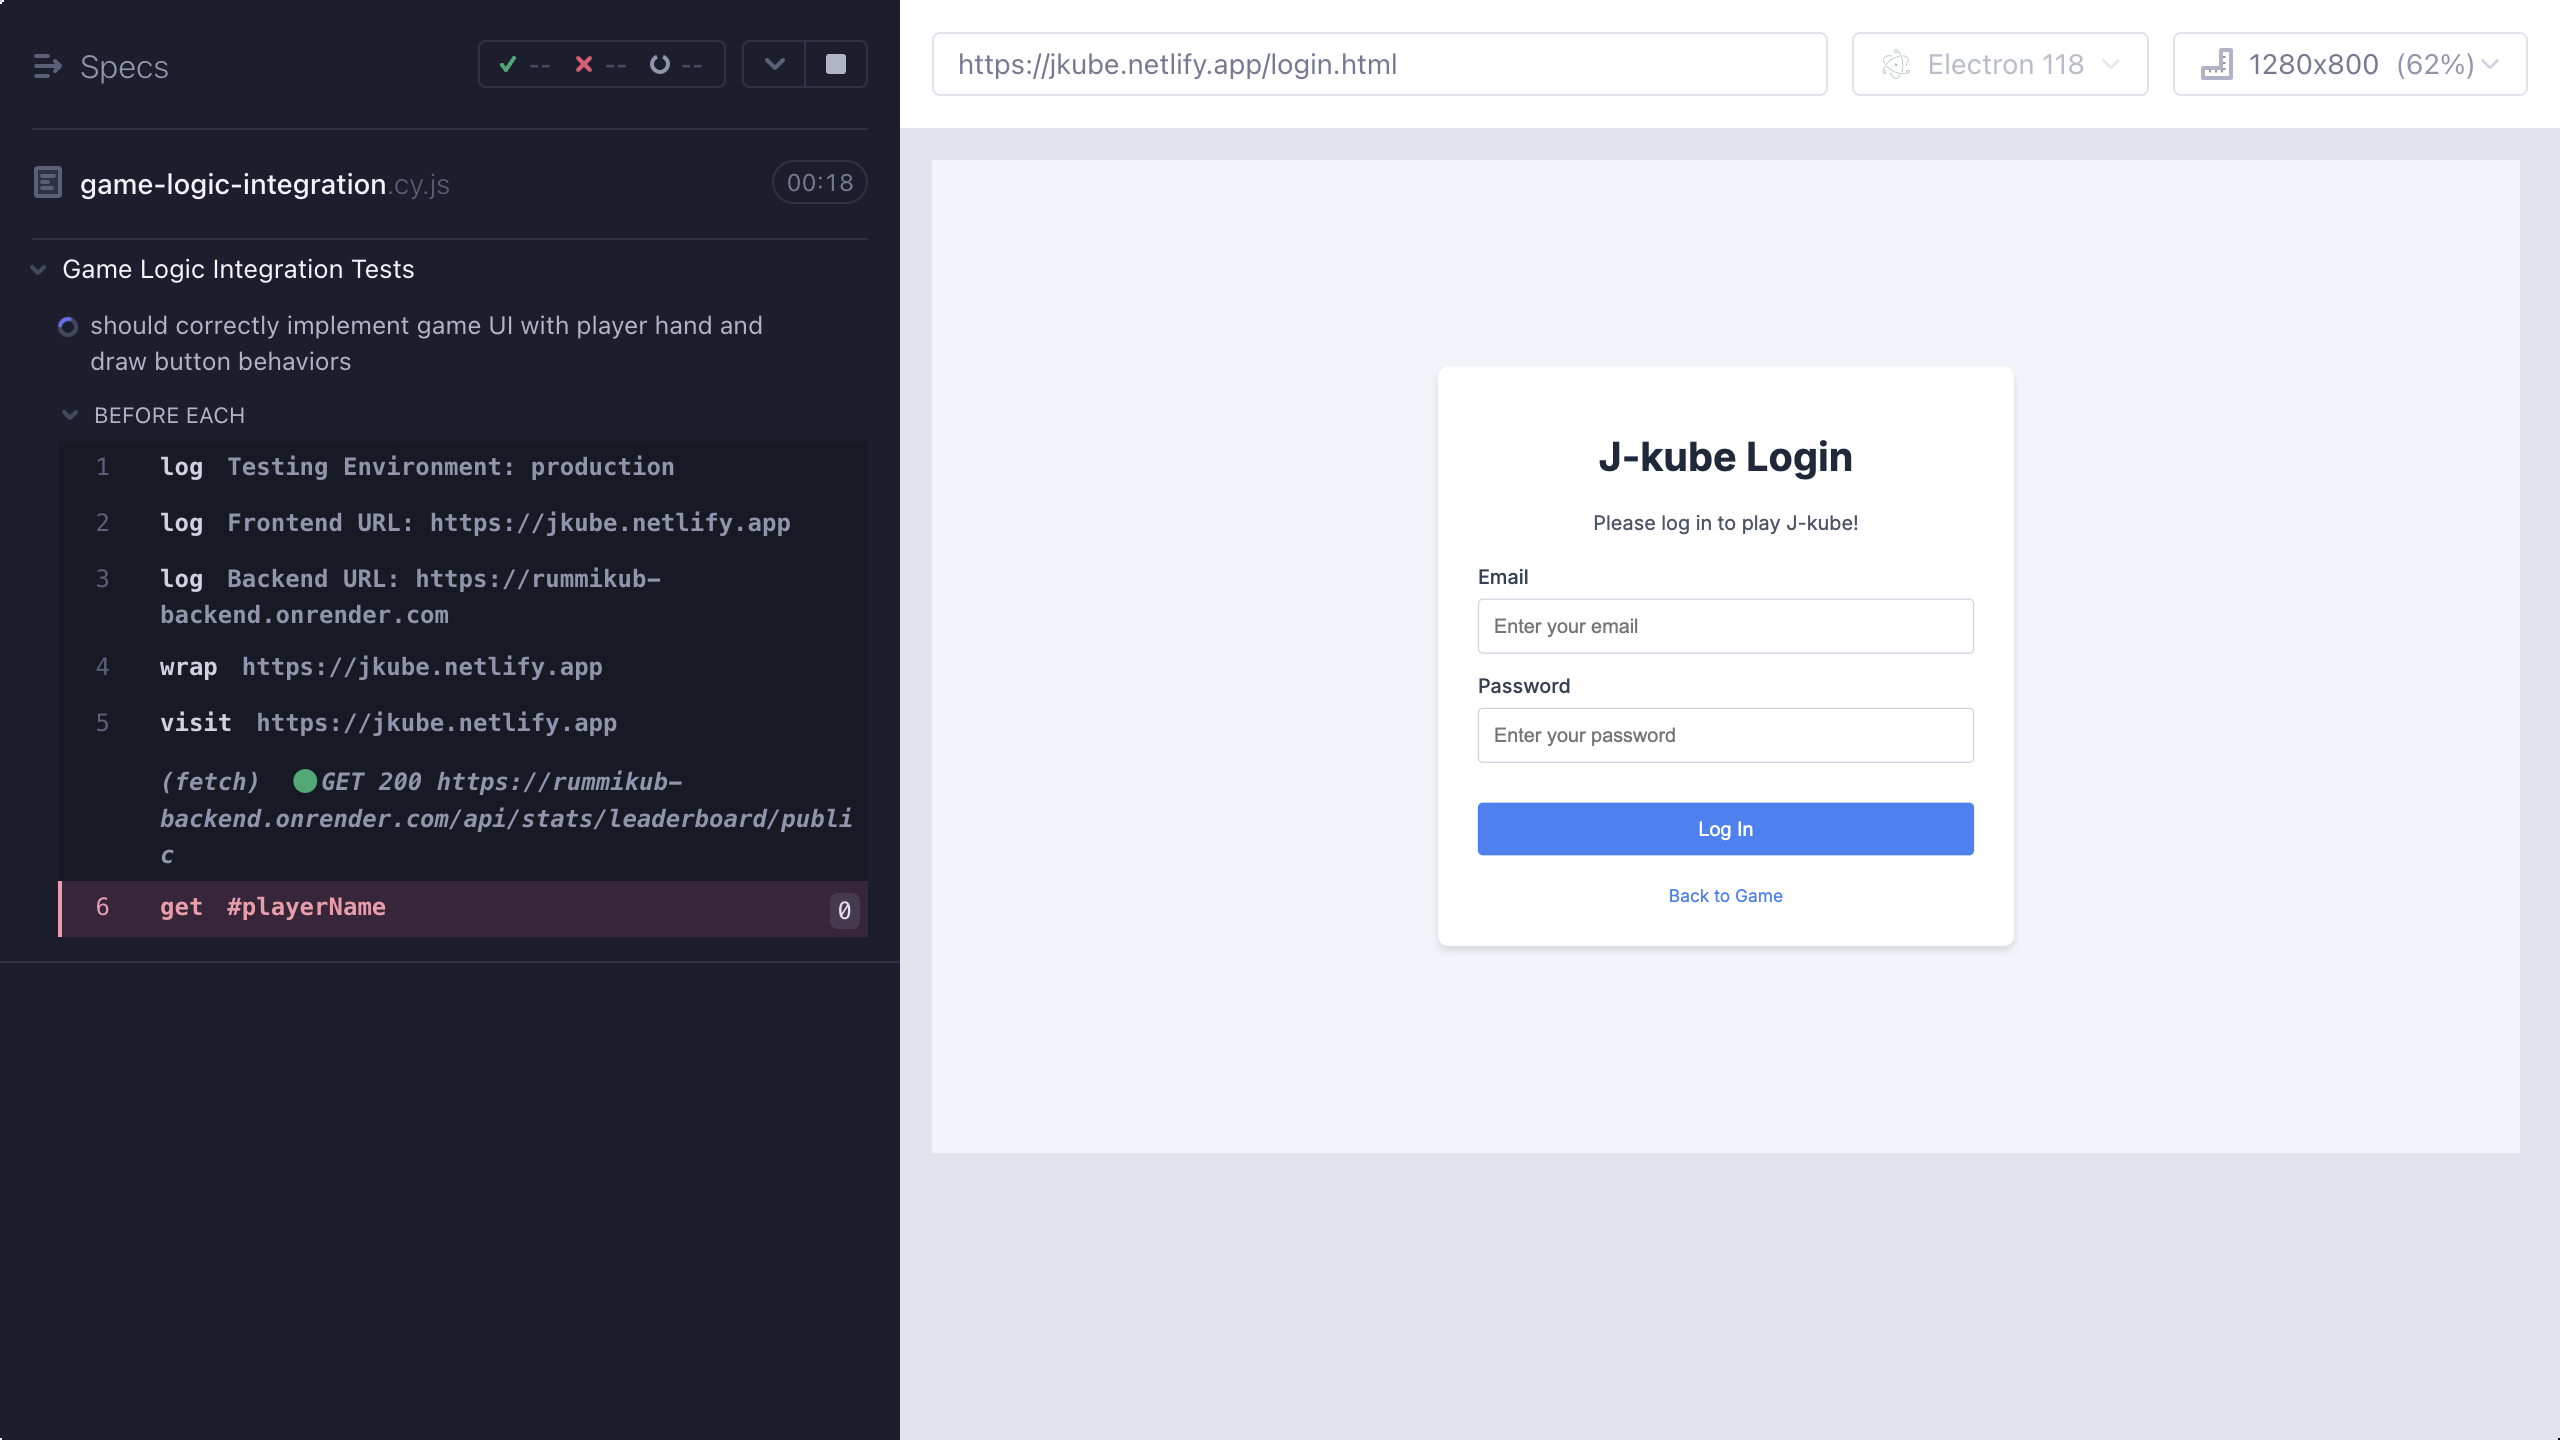 Specs
-- -- --
https://jkube.netlify.app/login.html
Electron 118
1280x800 (62%)
game-logic-integration.cy.js
00:18
Game Logic Integration Tests
should correctly implement game UI with player hand and
draw button behaviors
BEFORE EACH
1 log Testing Environment: production
2 log Frontend URL: https://jkube.netlify.app
3 log Backend URL: https://rummikub-
backend.onrender.com
4 wrap https://jkube.netlify.app
5 visit https://jkube.netlify.app
(fetch) GET 200 https://rummikub-
backend.onrender.com/api/stats/leaderboard/publi
c
6 get #playerName 0
J-kube Login
Please log in to play J-kube!
Email
Enter your email
Password
Enter your password
Log In
Back to Game